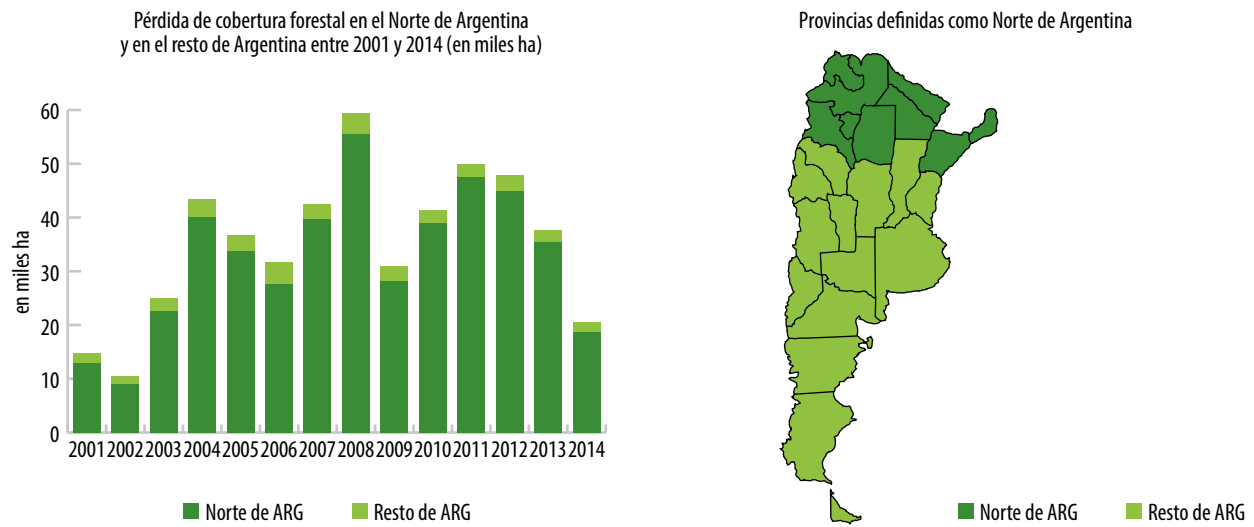 Pérdida de cobertura forestal en el Norte de Argentina
y en el resto de Argentina entre 2001 y 2014 (en miles ha)
en miles ha
60
50
40
30
20
10
0
2001 2002 2003 2004 2005 2006 2007 2008 2009 2010 2011 2012 2013 2014
Norte de ARG Resto de ARG
Provincias definidas como Norte de Argentina
Norte de ARG Resto de ARG